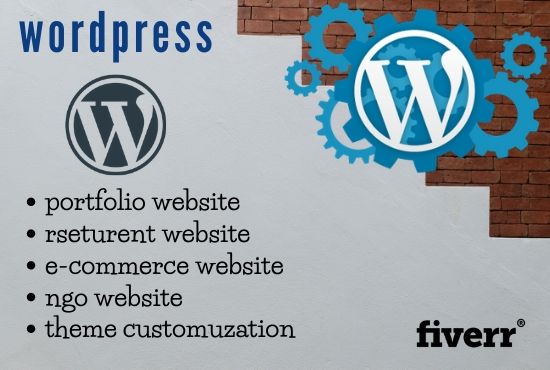 wordpress
W
W
• portfolio website
• rseturent website
• e-commerce website
• ngo website
• theme customuzation
fiverr®